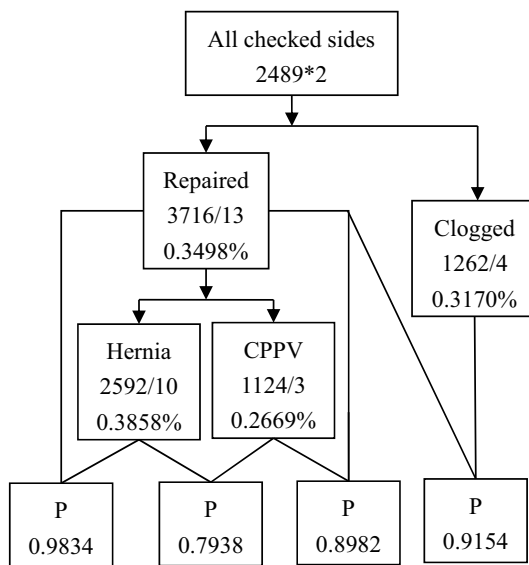 All checked sides
2489*2
Repaired
3716/13
0.3498%
Clogged
1262/4
0.3170%
Hernia
2592/10
0.3858%
CPPV
1124/3
0.2669%
P
0.9834
P
0.7938
P
0.8982
P
0.9154